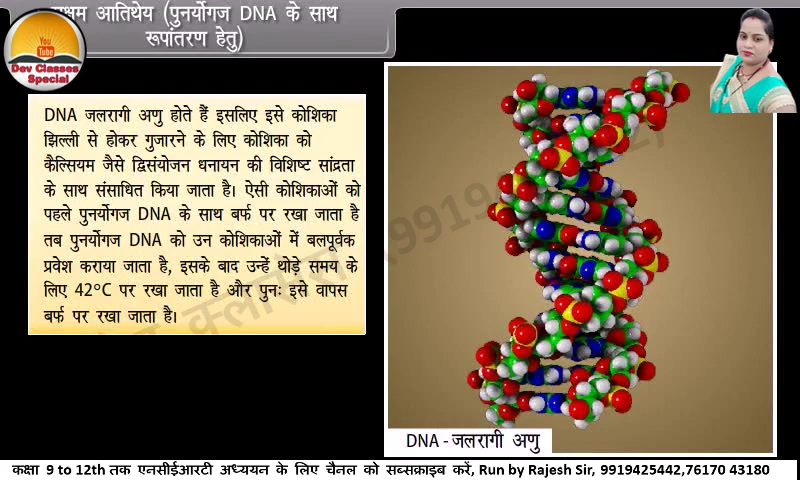 सक्षम आतिथेय (पुनर्योगज DNA के साथ
रूपांतरण हेतु)
You
Tube
Dev Classes
Special
DNA जलरागी अणु होते हैं इसलिए इसे कोशिका
झिल्ली से होकर गुजारने के लिए कोशिका को
कैल्सियम जैसे द्विसंयोजन धनायन की विशिष्ट सांद्रता
के साथ संसाधित किया जाता है। ऐसी कोशिकाओं को
पहले पुनर्योगज DNA के साथ बर्फ पर रखा जाता है
तब पुनर्योगज DNA को उन कोशिकाओं में बलपूर्वक
प्रवेश कराया जाता है, इसके बाद उन्हें थोड़े समय के
लिए 42°C पर रखा जाता है और पुनः इसे वापस
बर्फ पर रखा जाता है।
DNA - जलरागी अणु
कक्षा 9 to 12th तक एनसीईआरटी अध्ययन के लिए चैनल को सब्सक्राइब करें, Run by Rajesh Sir, 9919425442,76170 43180